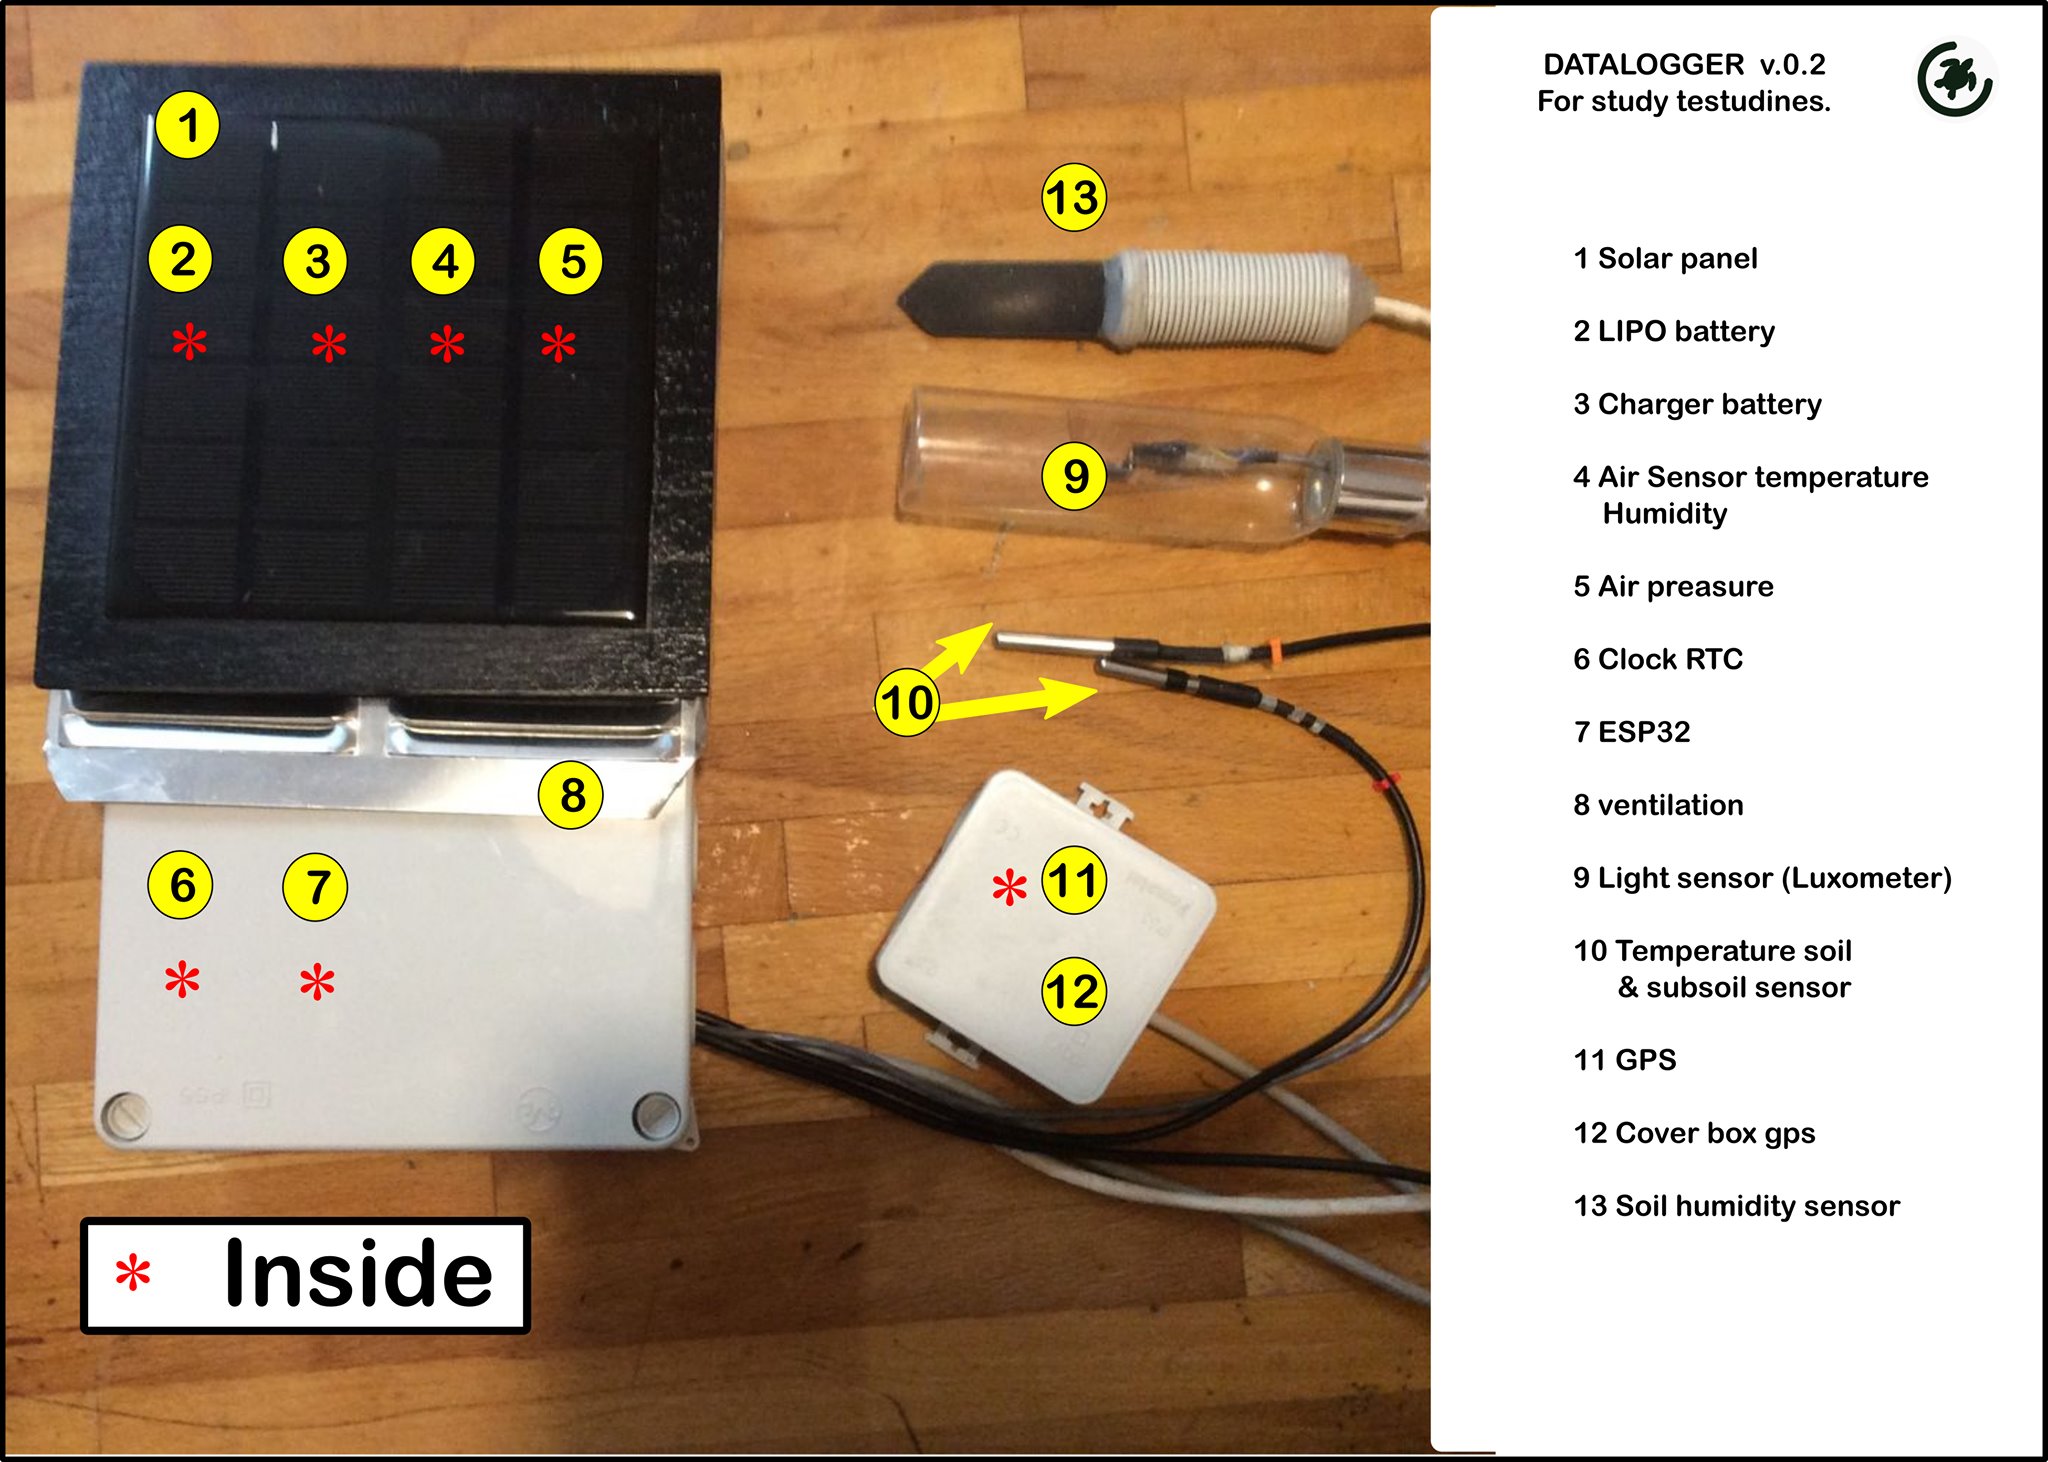 DATALOGGER v.0.2
For study testudines.
1
2 3 4 5
* * * *
13
9
10
8
6 7
* *
* 11
12
IP55
* Inside
1 Solar panel
2 LIPO battery
3 Charger battery
4 Air Sensor temperature
Humidity
5 Air preasure
6 Clock RTC
7 ESP32
8 ventilation
9 Light sensor (Luxometer)
10 Temperature soil
& subsoil sensor
11 GPS
12 Cover box gps
13 Soil humidity sensor